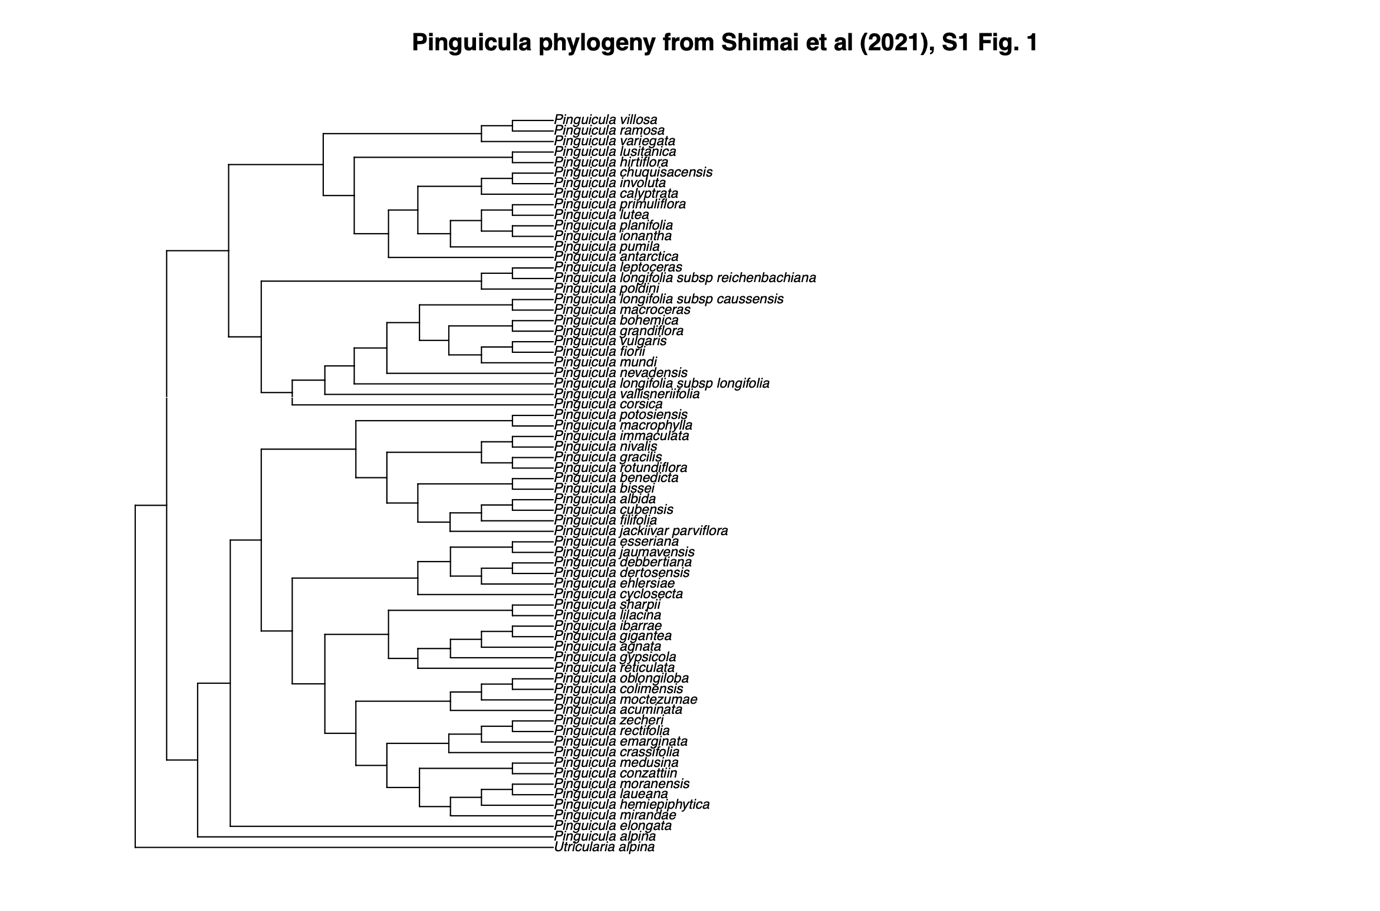 Pinguicula phylogeny from Shimai et al (2021), S1 Fig. 1
Pinguicula villosa
Pinguicula ramosa
Pinguicula variegata
Pinguicula lusitanica
Pinguicula hirtiflora
Pinguicula chuquisacensis
Pinguicula involuta
Pinguicula calyptrata
Pinguicula primuliflora
Pinguicula lutea
Pinguicula planifolia
Pinguicula ionantha
Pinguicula pumila
Pinguicula antarctica
Pinguicula leptoceras
Pinguicula longifolia subsp reichenbachiana
Pinguicula poldini
Pinguicula longifolia subsp caussensis
Pinguicula macroceras
Pinguicula bohemica
Pinguicula grandiflora
Pinguicula vulgaris
Pinguicula fiorii
Pinguicula mundi
Pinguicula nevadensis
Pinguicula longifolia subsp longifolia
Pinguicula vallisneriifolia
Pinguicula corsica
Pinguicula potosiensis
Pinguicula macrophylla
Pinguicula immaculata
Pinguicula nivalis
Pinguicula gracilis
Pinguicula rotundiflora
Pinguicula benedicta
Pinguicula bissei
Pinguicula albida
Pinguicula cubensis
Pinguicula filifolia
Pinguicula jackiivar parviflora
Pinguicula esseriana
Pinguicula jaumavensis
Pinguicula debbertiana
Pinguicula dertosensis
Pinguicula ehlersiae
Pinguicula cyclosecta
Pinguicula sharpii
Pinguicula lilacina
Pinguicula ibarrae
Pinguicula gigantea
Pinguicula agnata
Pinguicula gypsicola
Pinguicula reticulata
Pinguicula oblongiloba
Pinguicula colimensis
Pinguicula moctezumae
Pinguicula acuminata
Pinguicula zecheri
Pinguicula rectifolia
Pinguicula emarginata
Pinguicula crassifolia
Pinguicula medusina
Pinguicula conzattiin
Pinguicula moranensis
Pinguicula laueana
Pinguicula hemiepiphytica
Pinguicula mirandae
Pinguicula elongata
Pinguicula alpina
Utricularia alpina